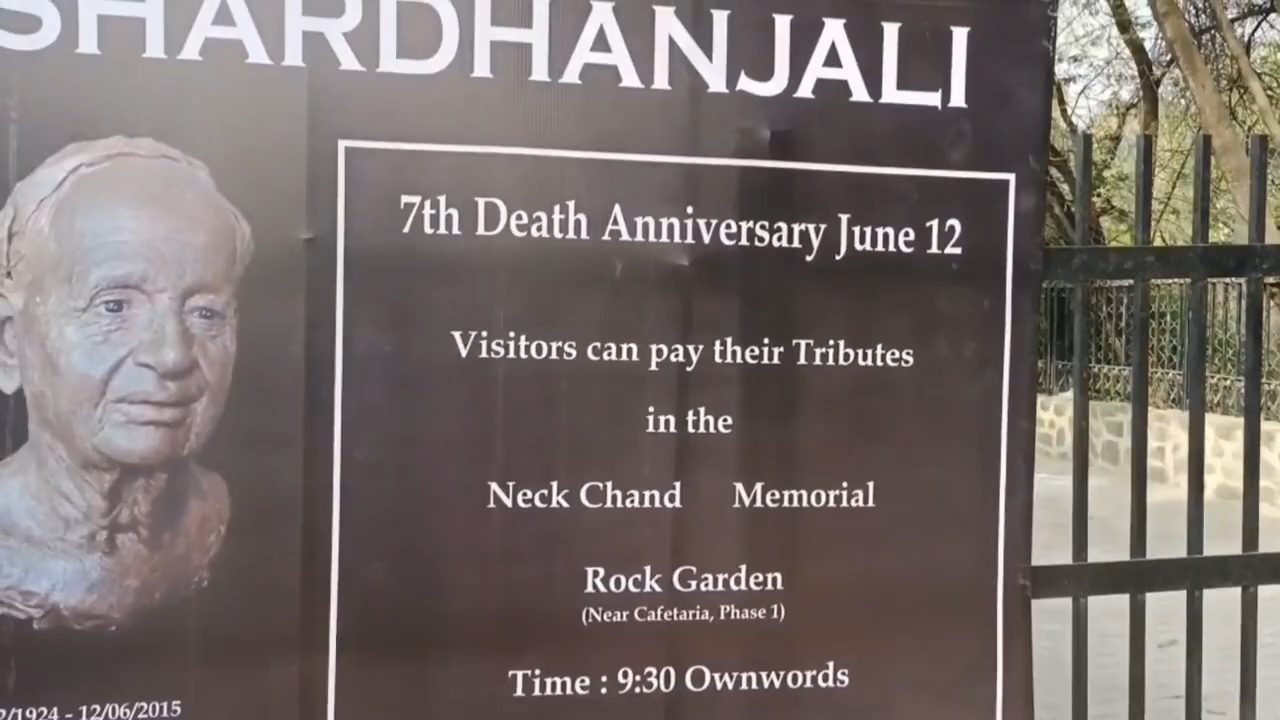 SHARDHANJALI
7th Death Anniversary June 12
Visitors can pay their Tributes
in the
Neck Chand Memorial
Rock Garden
(Near Cafetaria, Phase 1)
Time : 9:30 Ownwords
2/1924 - 12/06/2015